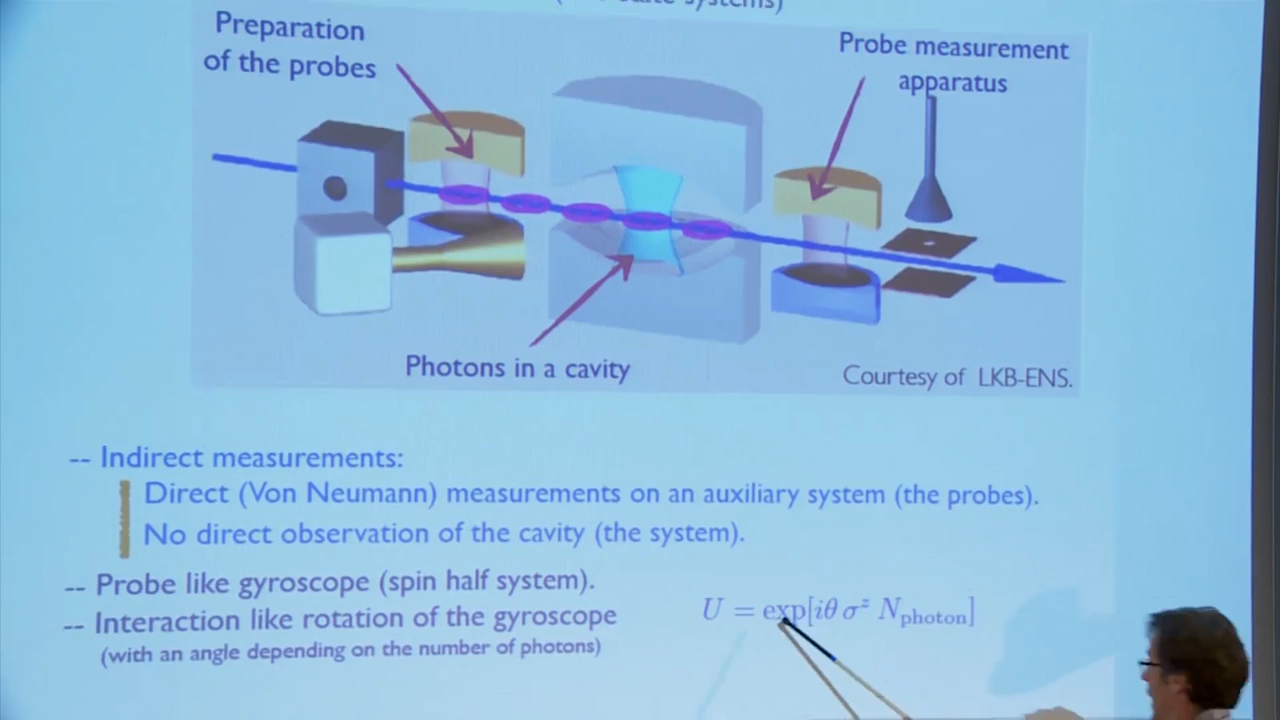 systems)
Preparation
of the probes
Probe measurement
apparatus
Photons in a cavity
Courtesy of LKB-ENS.
-- Indirect measurements:
Direct (Von Neumann) measurements on an auxiliary system (the probes).
No direct observation of the cavity (the system).
-- Probe like gyroscope (spin half system).
-- Interaction like rotation of the gyroscope
(with an angle depending on the number of photons)
U = exp[iθ σᶻ N_photon]